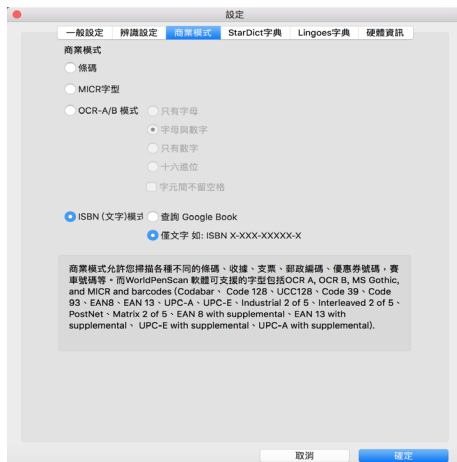 設定
一般設定 辨識設定 商業模式 StarDict字典 Lingoes字典 硬體資訊
商業模式
條碼
MICR字型
OCR-A/B 模式 只有字母
字母與數字
只有數字
十六進位
字元間不留空格
ISBN (文字)模式 查詢 Google Book
僅文字 如: ISBN X-XXX-XXXXX-X
商業模式允許您掃描各種不同的條碼、收據、支票、郵政編碼、優惠券號碼，賽
車號碼等。而WorldPenScan 軟體可支援的字型包括OCR A, OCR B, MS Gothic,
and MICR and barcodes (Codabar、 Code 128、UCC128、Code 39、Code
93、EAN8、EAN 13、UPC-A、UPC-E、Industrial 2 of 5、Interleaved 2 of 5、
PostNet、Matrix 2 of 5、EAN 8 with supplemental、EAN 13 with
supplemental、 UPC-E with supplemental、UPC-A with supplemental).
取消 確定